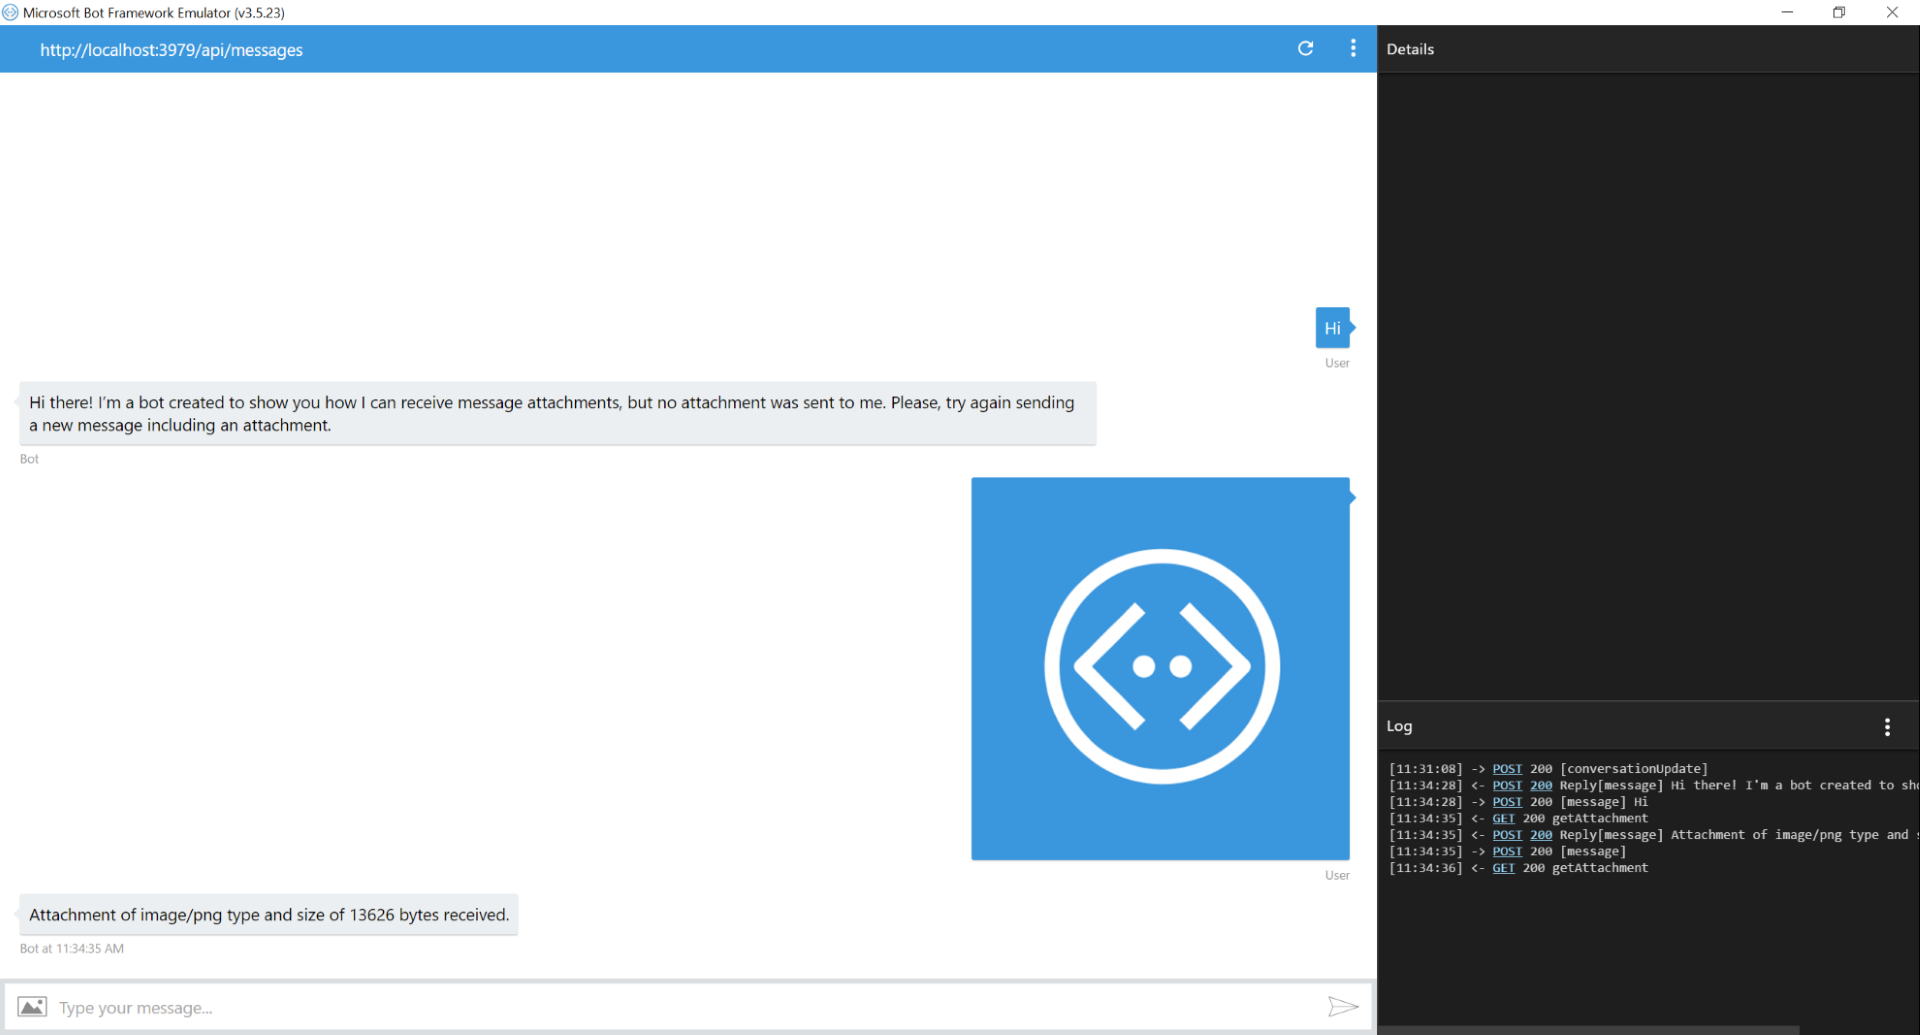 Microsoft Bot Framework Emulator (v3.5.23)
http://localhost:3979/api/messages
Hi
User
Hi there! I'm a bot created to show you how I can receive message attachments, but no attachment was sent to me. Please, try again sending
a new message including an attachment.
Bot
User
Attachment of image/png type and size of 13626 bytes received.
Bot at 11:34:35 AM
Type your message...
Details
Log
[11:31:08] -> POST 200 [conversationUpdate]
[11:34:28] <- POST 200 Reply[message] Hi there! I'm a bot created to sho
[11:34:28] -> POST 200 [message] Hi
[11:34:35] <- GET 200 getAttachment
[11:34:35] <- POST 200 Reply[message] Attachment of image/png type and s
[11:34:35] -> POST 200 [message]
[11:34:36] <- GET 200 getAttachment